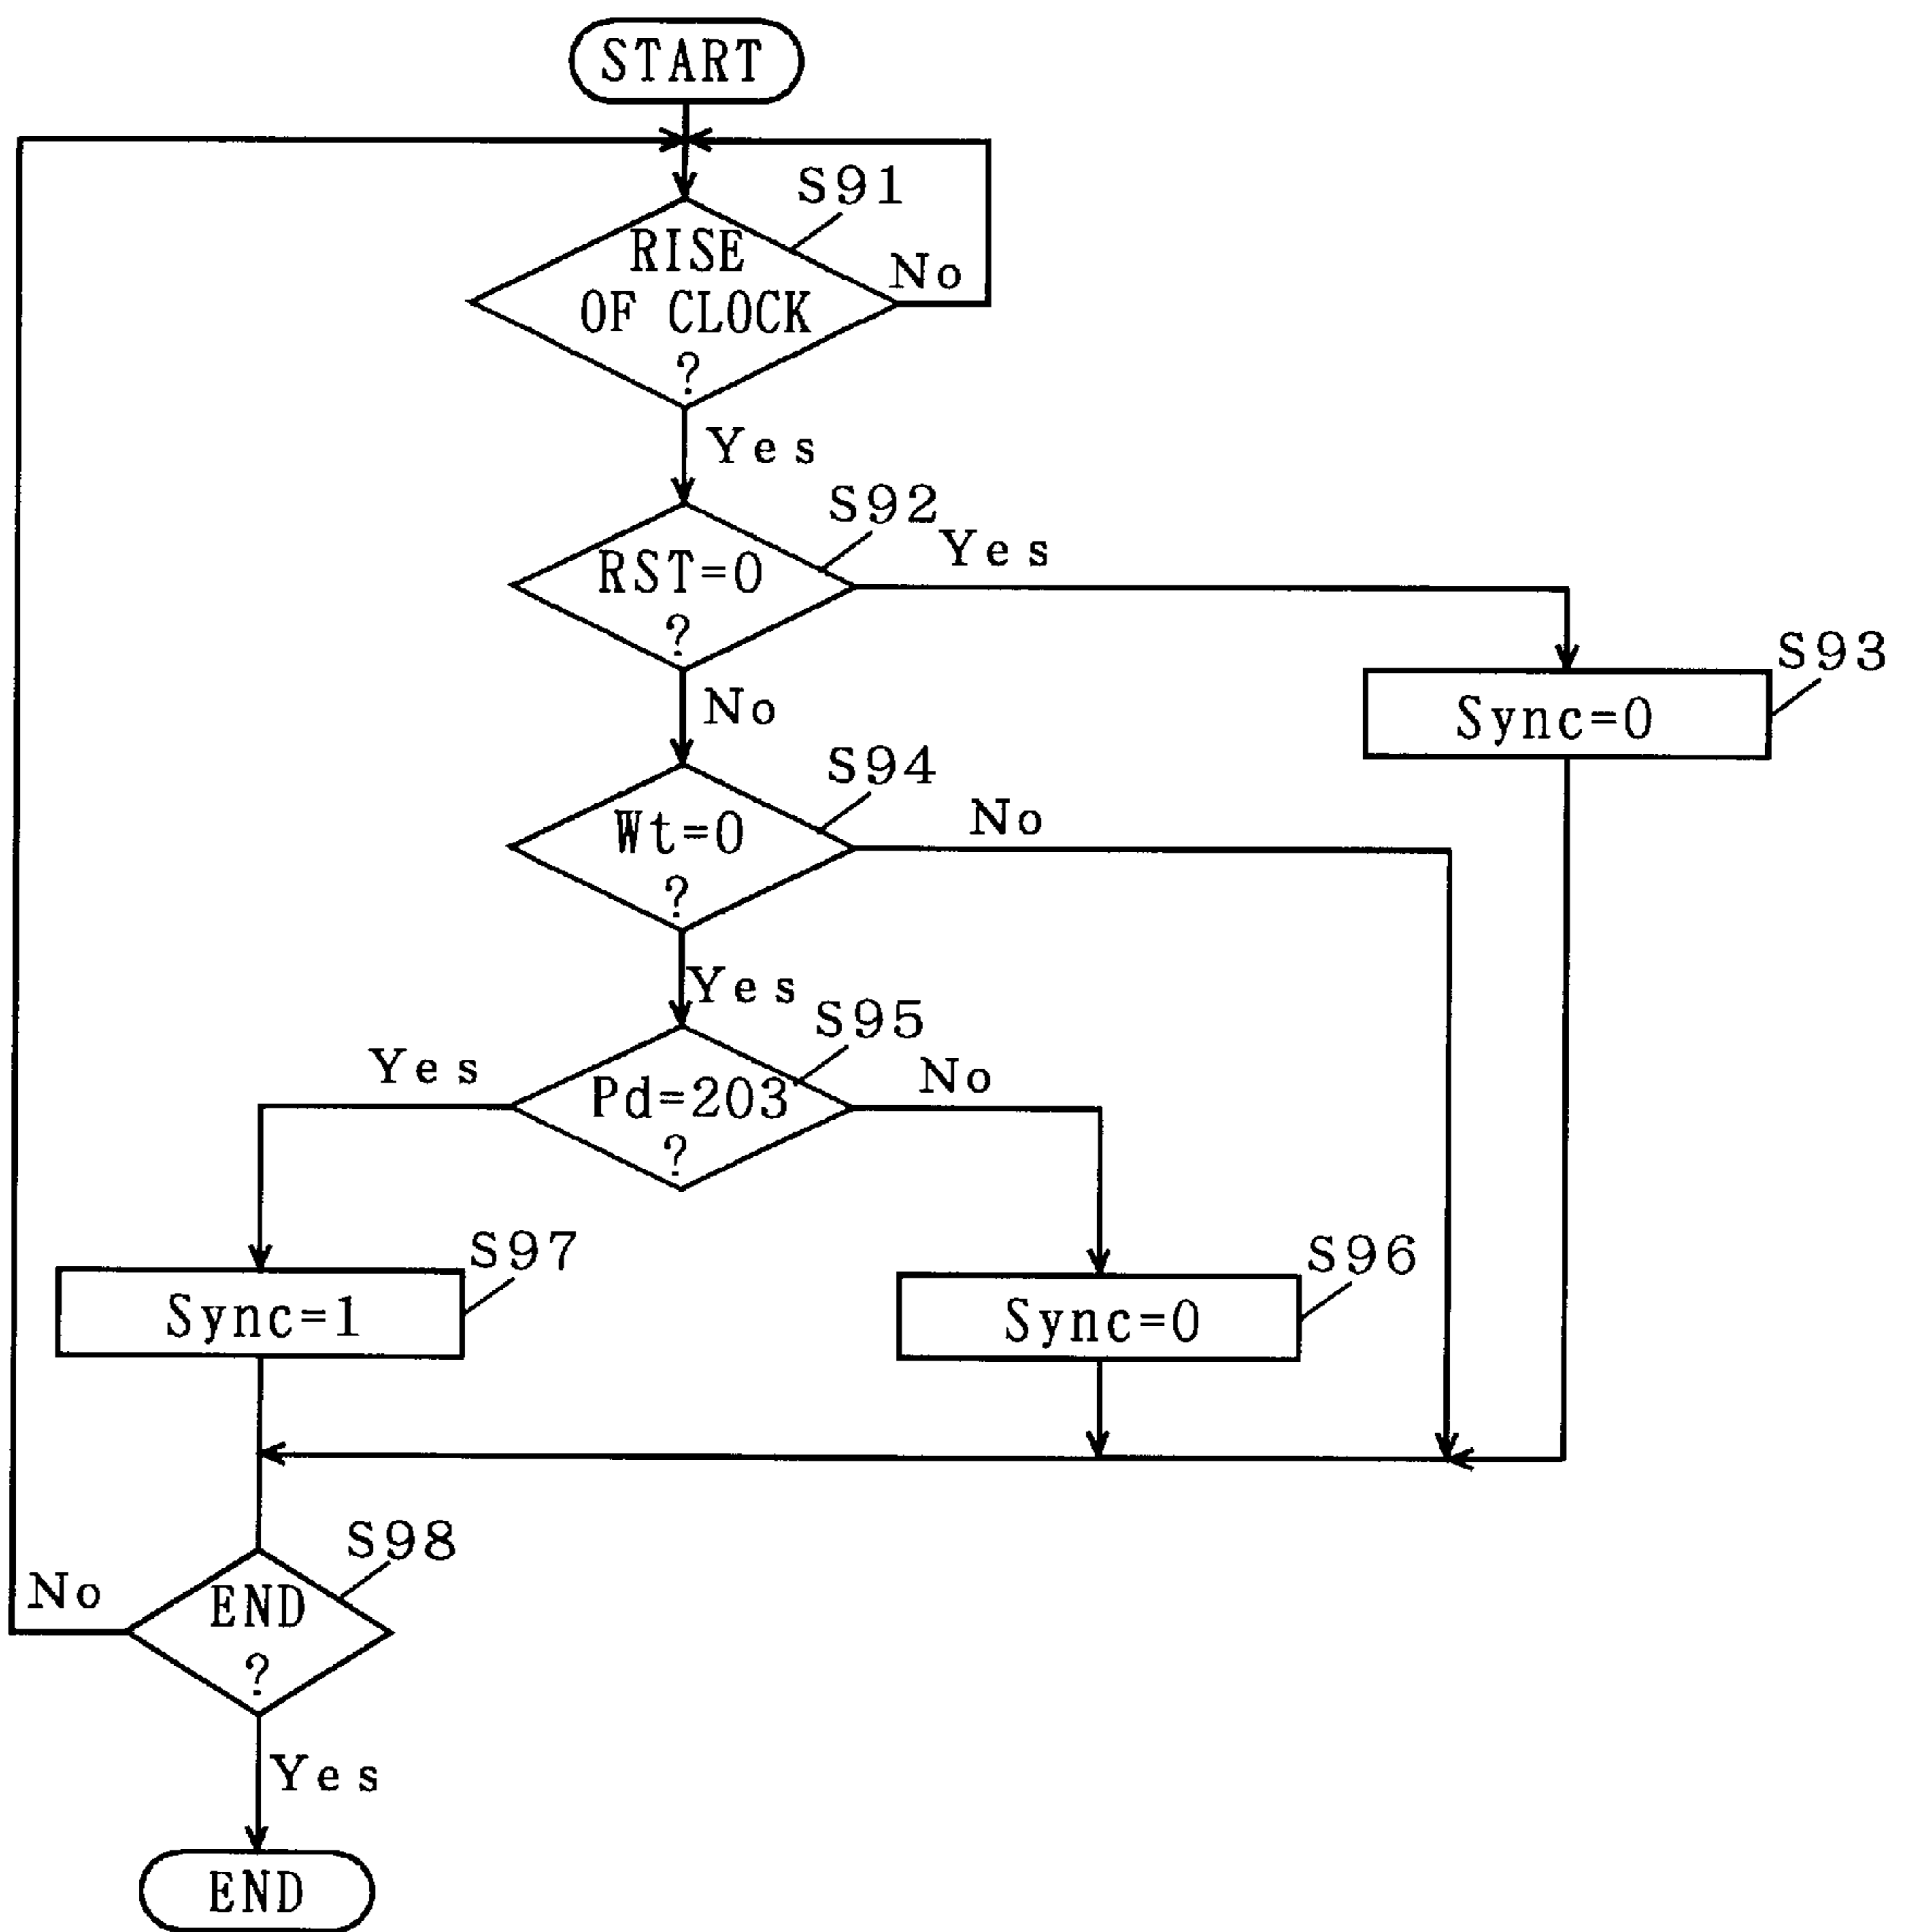 START
S91
RISE
OF CLOCK
?
No
Yes
S92
RST=0
?
Yes
No
S93
Sync=0
S94
Wt=0
?
No
Yes
S95
Pd=203
?
Yes
No
S97
Sync=1
S96
Sync=0
S98
END
?
No
Yes
END